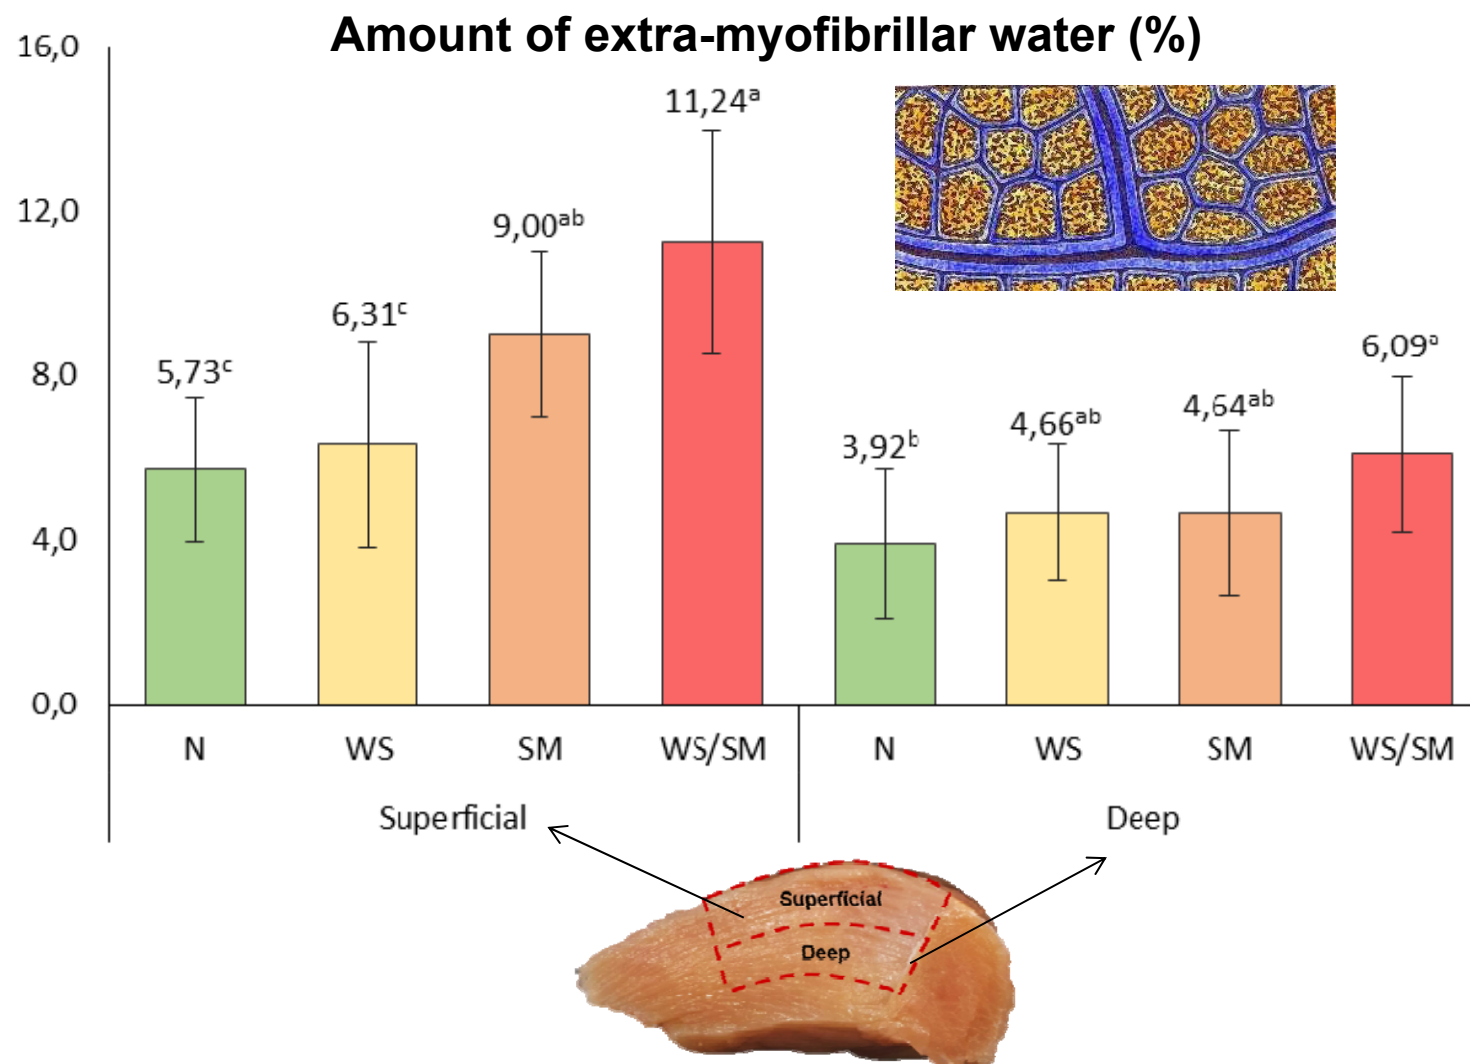 Amount of extra-myofibrillar water (%)
16,0
12,0
8,0
4,0
0,0
5,73ᶜ
6,31ᶜ
9,00ᵃᵇ
11,24ᵃ
3,92ᵇ
4,66ᵃᵇ
4,64ᵃᵇ
6,09ᵃ
N WS SM WS/SM N WS SM WS/SM
Superficial Deep
Superficial
Deep